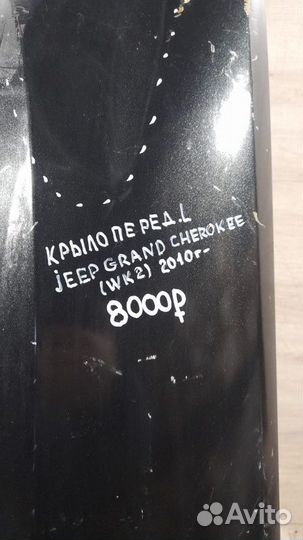 КРЫЛО ПЕРЕД.L
jEEP GRAND CHEROKEE
(WK2) 2010г-
8000₽
Avito